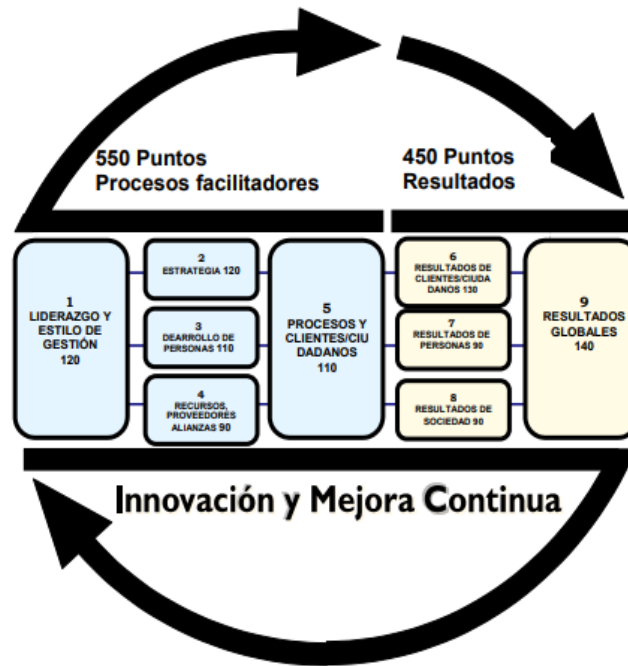 550 Puntos
Procesos facilitadores
450 Puntos
Resultados
1
LIDERAZGO Y
ESTILO DE
GESTIÓN
120
2
ESTRATEGIA 120
3
DEARROLLO DE
PERSONAS 110
4
RECURSOS,
PROVEEDORES
ALIANZAS 90
5
PROCESOS Y
CLIENTES/CIU
DADANOS
110
6
RESULTADOS DE
CLIENTES/CIUDA
DANOS 130
7
RESULTADOS DE
PERSONAS 90
8
RESULTADOS DE
SOCIEDAD 90
9
RESULTADOS
GLOBALES
140
Innovación y Mejora Continua